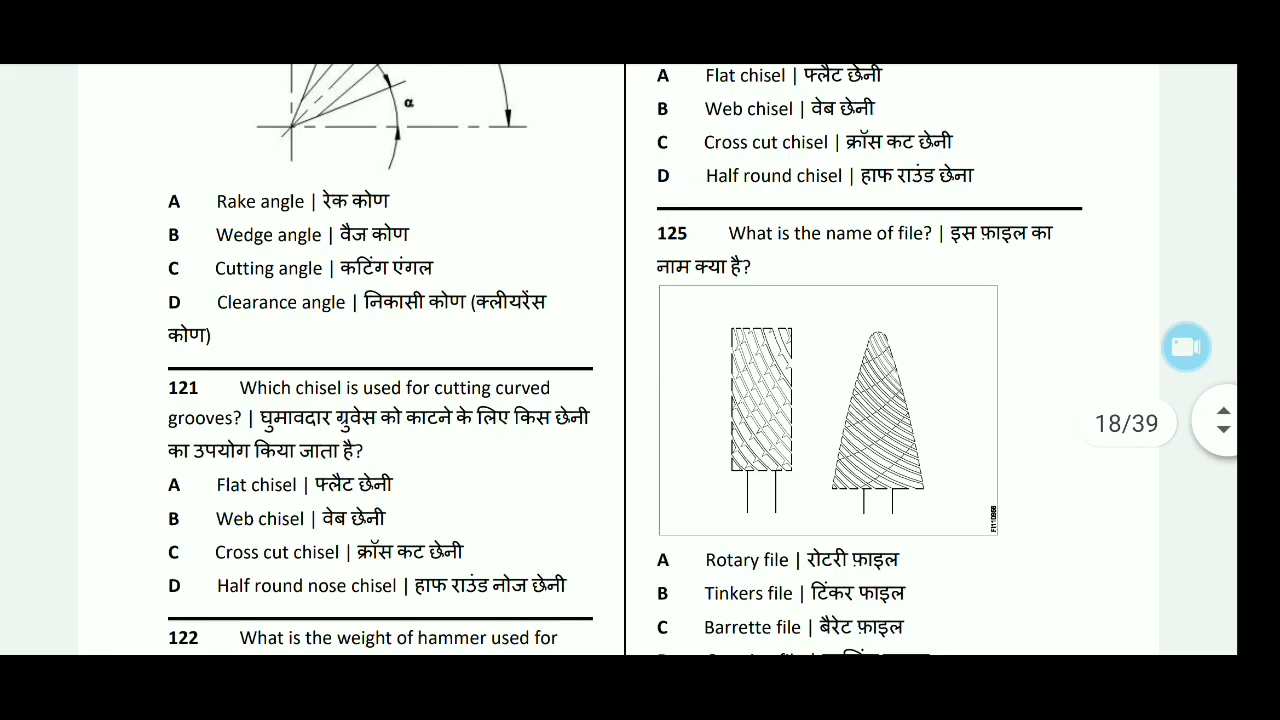 α
A Rake angle | रेक कोण
B Wedge angle | वैज कोण
C Cutting angle | कटिंग एंगल
D Clearance angle | निकासी कोण (क्लीयरेंस
कोण)
121 Which chisel is used for cutting curved
grooves? | घुमावदार ग्रुवेस को काटने के लिए किस छेनी
का उपयोग किया जाता है?
A Flat chisel | फ्लैट छेनी
B Web chisel | वेब छेनी
C Cross cut chisel | क्रॉस कट छेनी
D Half round nose chisel | हाफ राउंड नोज छेनी
122 What is the weight of hammer used for
A Flat chisel | फ्लैट छेनी
B Web chisel | वेब छेनी
C Cross cut chisel | क्रॉस कट छेनी
D Half round chisel | हाफ राउंड छेना
125 What is the name of file? | इस फ़ाइल का
नाम क्या है?
A Rotary file | रोटरी फ़ाइल
B Tinkers file | टिंकर फाइल
C Barrette file | बैरेट फ़ाइल
18/39